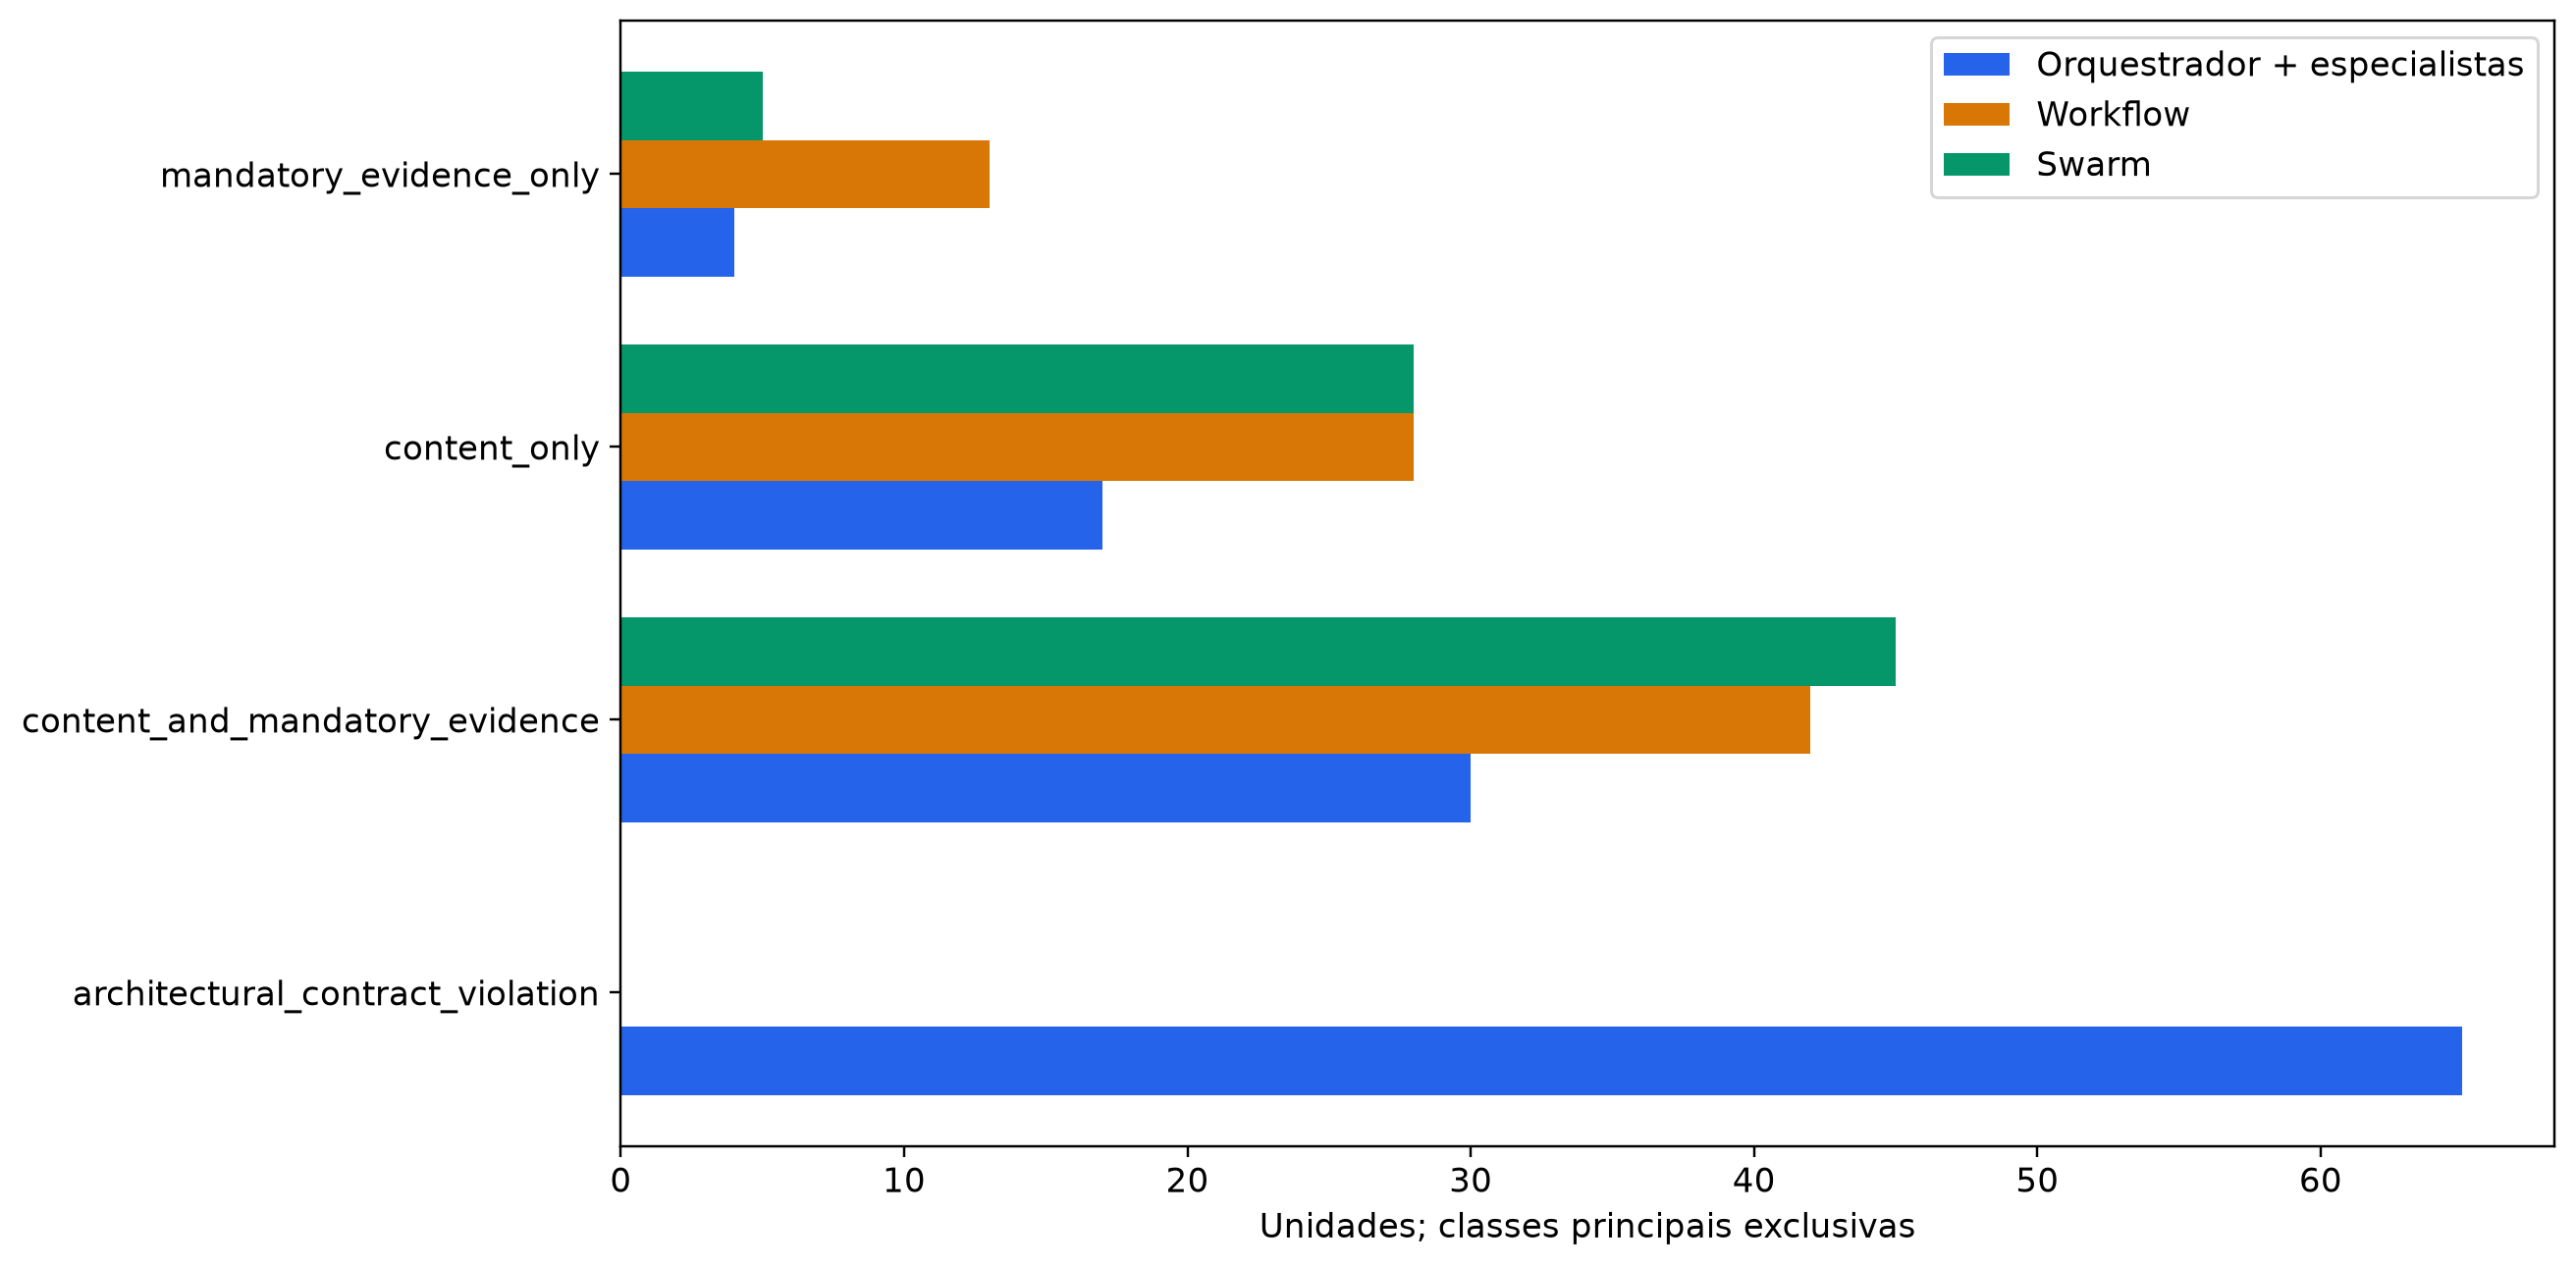 Orquestrador + especialistas
Workflow
Swarm
mandatory_evidence_only
content_only
content_and_mandatory_evidence
architectural_contract_violation
0 10 20 30 40 50 60
Unidades; classes principais exclusivas